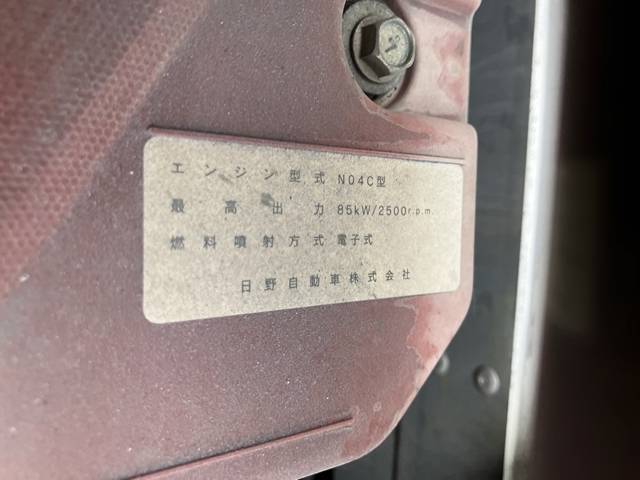 エンジン型式 N04C型
最高出力 85kW/2500r.p.m.
燃料噴射方式 電子式
日野自動車株式会社